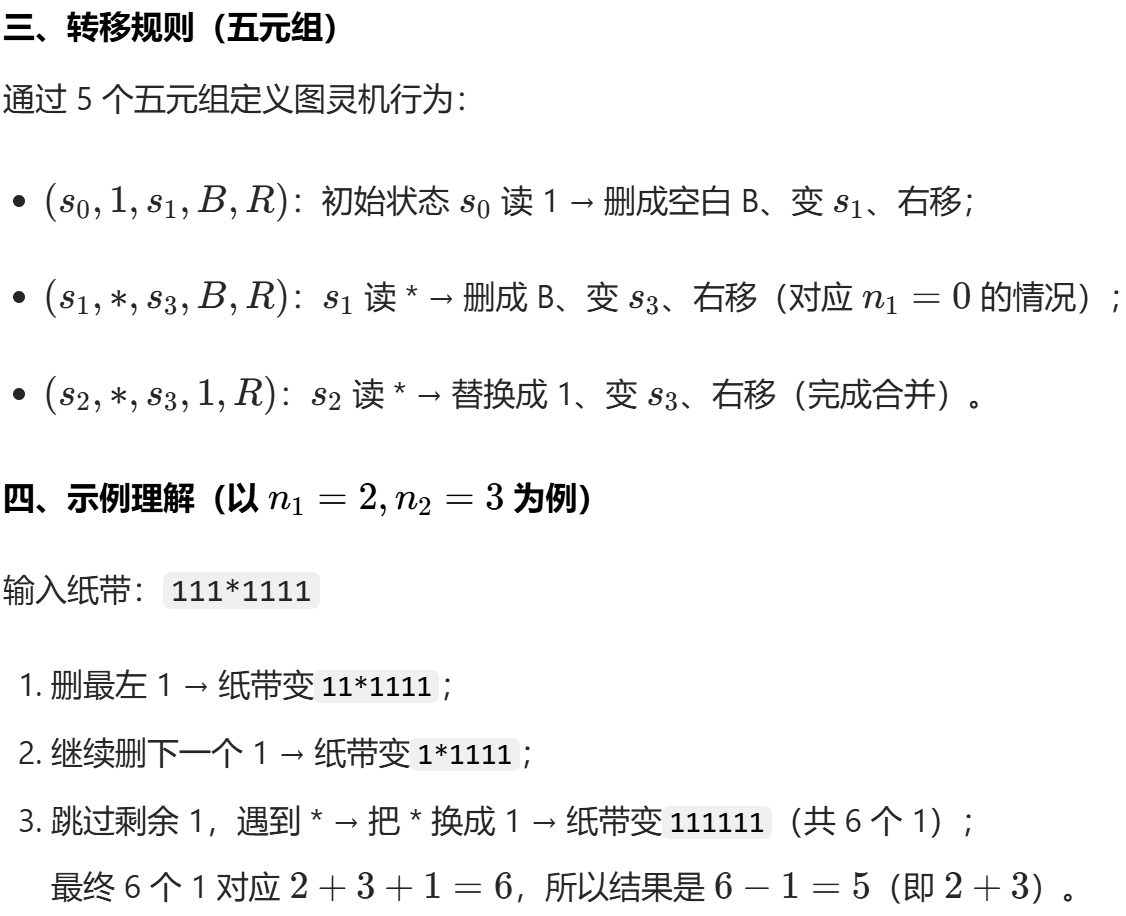 三、转移规则（五元组）
通过 5 个五元组定义图灵机行为：
• (s₀, 1, s₁, B, R)：初始状态 s₀ 读 1 → 删成空白 B、变 s₁、右移；
• (s₁, *, s₃, B, R)：s₁ 读 * → 删成 B、变 s₃、右移（对应 n₁ = 0 的情况）；
• (s₂, *, s₃, 1, R)：s₂ 读 * → 替换成 1、变 s₃、右移（完成合并）。
四、示例理解（以 n₁ = 2, n₂ = 3 为例）
输入纸带：111*1111
1. 删最左 1 → 纸带变 11*1111；
2. 继续删下一个 1 → 纸带变 1*1111；
3. 跳过剩余 1，遇到 * → 把 * 换成 1 → 纸带变 111111（共 6 个 1）；
最终 6 个 1 对应 2 + 3 + 1 = 6，所以结果是 6 − 1 = 5（即 2 + 3）。